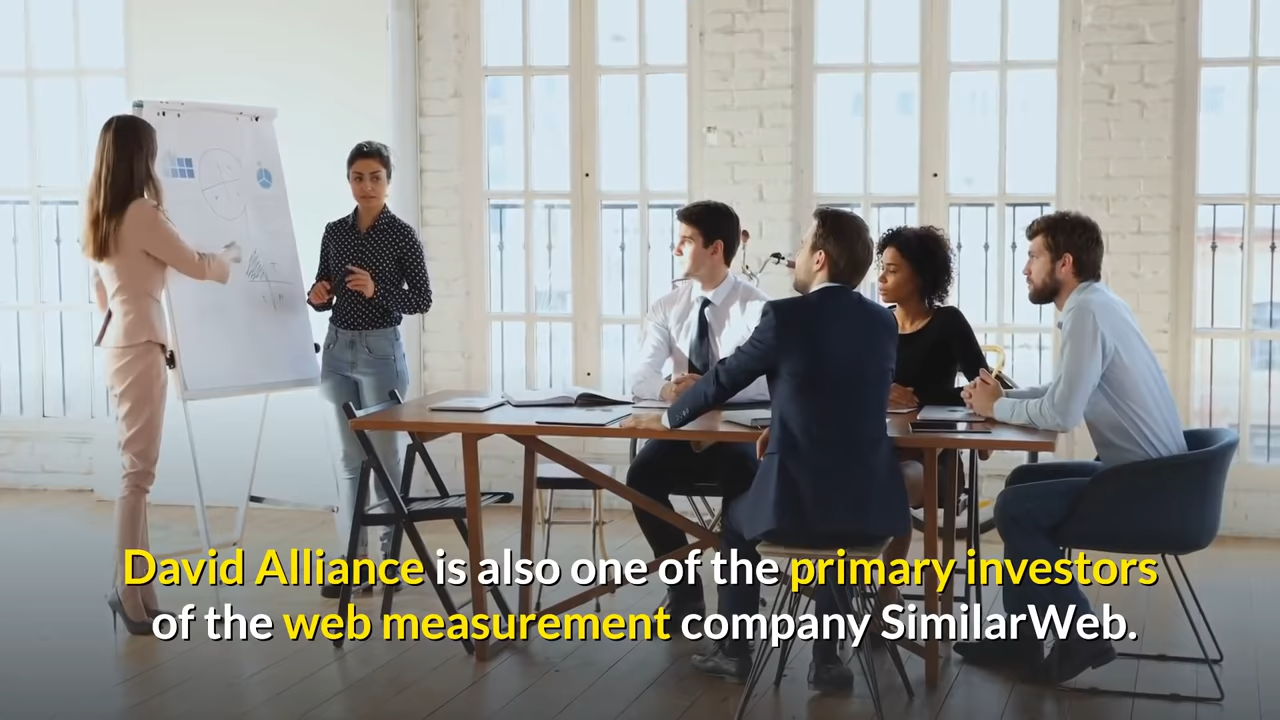 David Alliance is also one of the primary investors
of the web measurement company SimilarWeb.